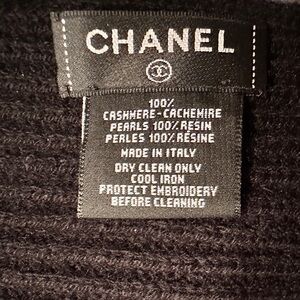 CHANEL
100%
CASHMERE-CACHEMIRE
PEARLS 100% RESIN
PERLES 100% RESINE
MADE IN ITALY
DRY CLEAN ONLY
COOL IRON
PROTECT EMBROIDERY
BEFORE CLEANING